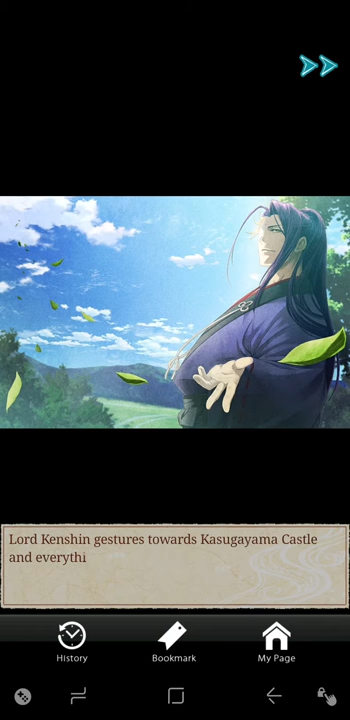 Lord Kenshin gestures towards Kasugayama Castle
and everythi
History
Bookmark
My Page